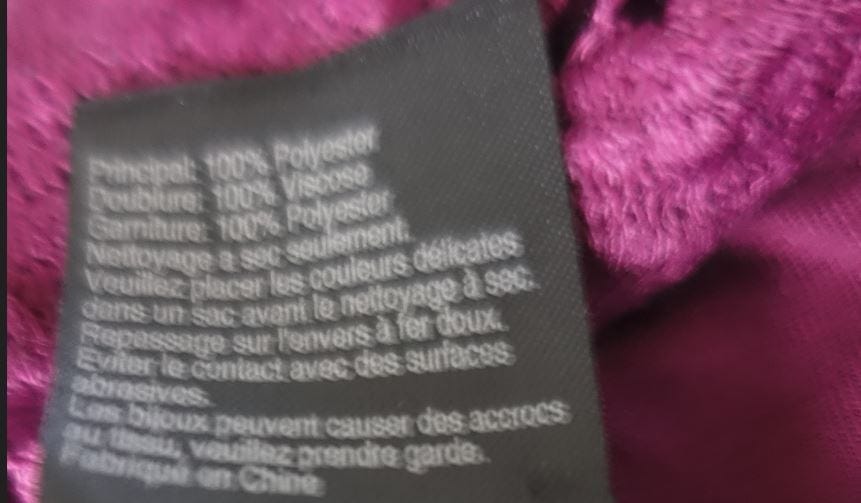 Principal: 100% Polyester
Doublure: 100% Viscose
Garniture: 100% Polyester
Nettoyage a sec seulement.
Veuillez placer les couleurs délicates
dans un sac avant le nettoyage à sec.
Repassage sur l'envers à fer doux.
Eviter le contact avec des surfaces
abrasives.
Les bijoux peuvent causer des accrocs
au tissu, veuillez prendre garde.
Fabriqué en Chine